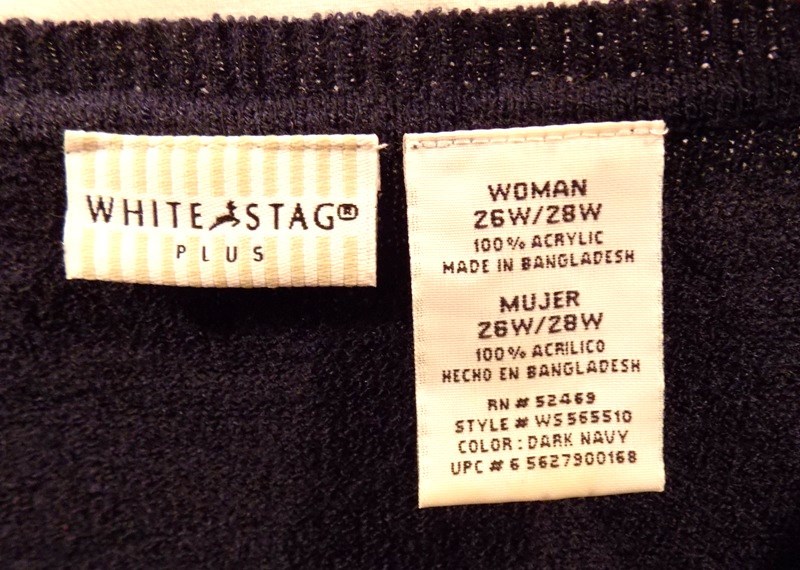 WHITE STAG®
PLUS
WOMAN
26W/28W
100% ACRYLIC
MADE IN BANGLADESH
MUJER
26W/28W
100% ACRILICO
HECHO EN BANGLADESH
RN # 52469
STYLE # WS565510
COLOR : DARK NAVY
UPC # 6 5627900168